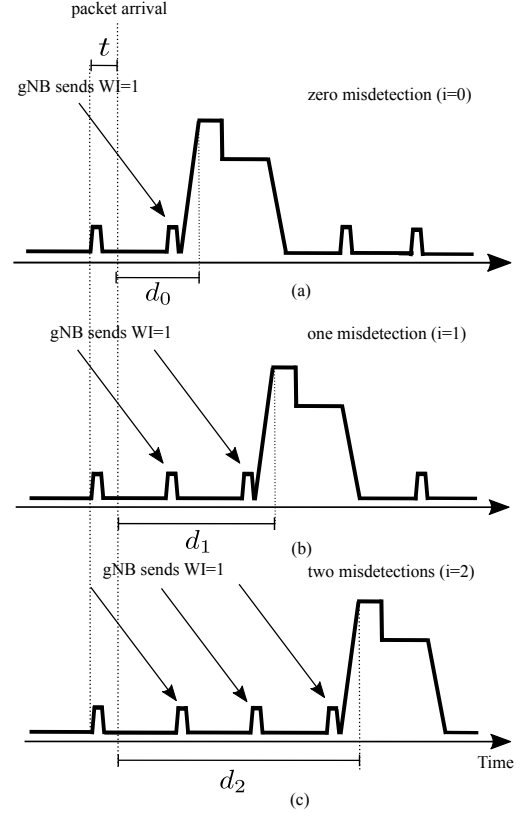 packet arrival
t
gNB sends WI=1
zero misdetection (i=0)
d₀
(a)
gNB sends WI=1
one misdetection (i=1)
d₁
(b)
gNB sends WI=1
two misdetections (i=2)
Time
d₂
(c)